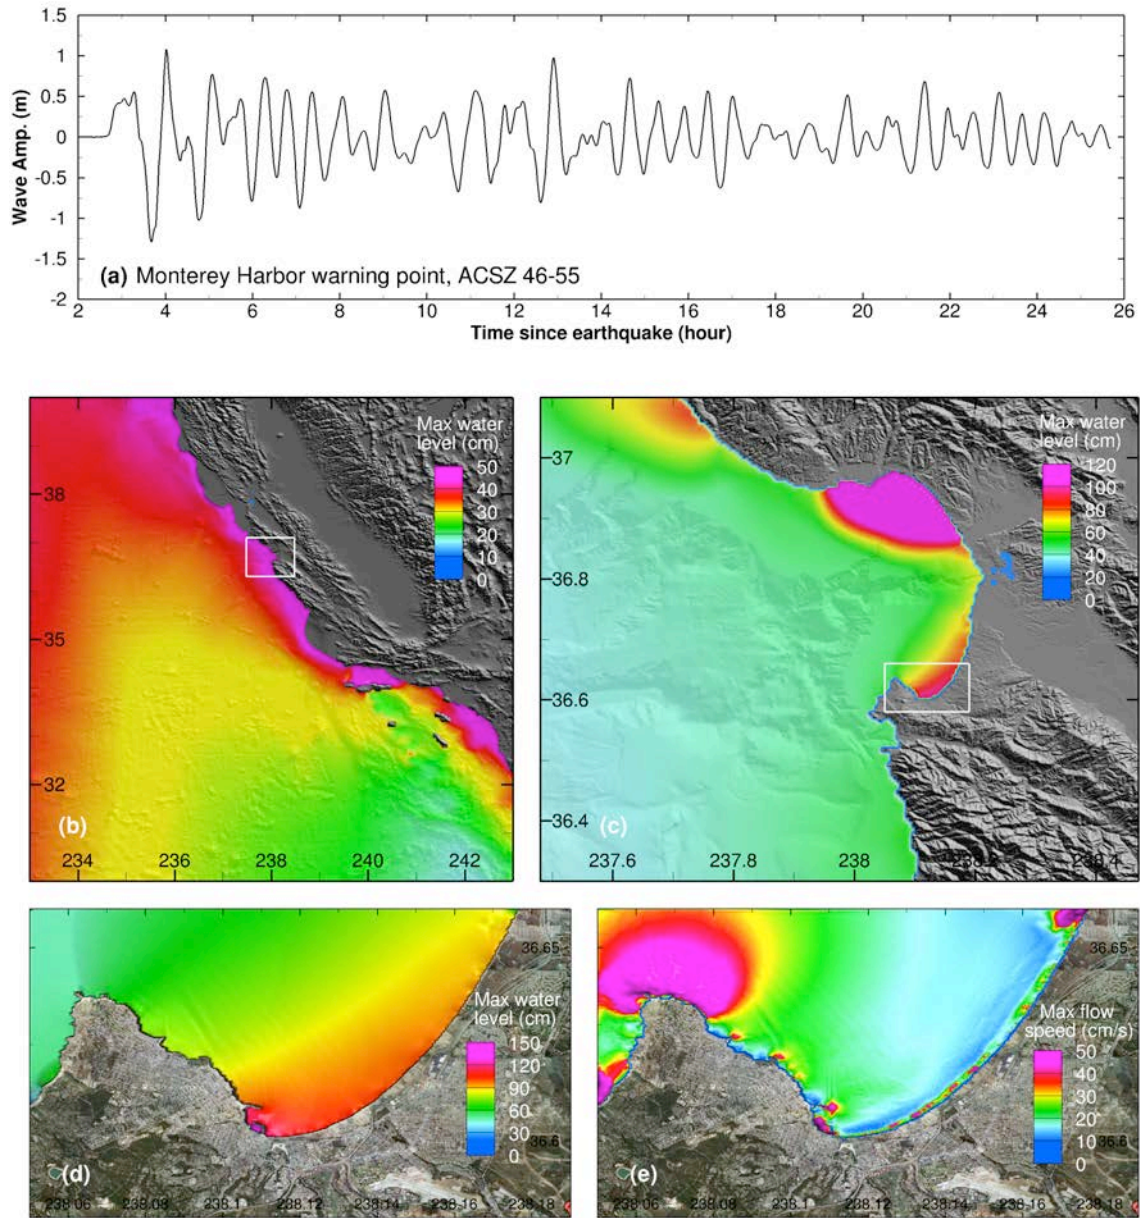 1.5
1
0.5
0
-0.5
-1
-1.5
-2
Wave Amp. (m)
(a) Monterey Harbor warning point, ACSZ 46-55
2 4 6 8 10 12 14 16 18 20 22 24 26
Time since earthquake (hour)
Max water
level (cm)
50
40
30
20
10
0
38
35
32
(b)
234 236 238 240 242
Max water
level (cm)
120
100
80
60
40
20
0
37
36.8
36.6
36.4
(c)
237.6 237.8 238 238.2 238.4
36.65
Max water
level (cm)
150
120
90
60
30
0
36.6
(d)
238.06 238.08 238.1 238.12 238.14 238.16 238.18
36.65
Max flow
speed (cm/s)
50
40
30
20
10
0
36.6
(e)
238.06 238.08 238.1 238.12 238.14 238.16 238.18